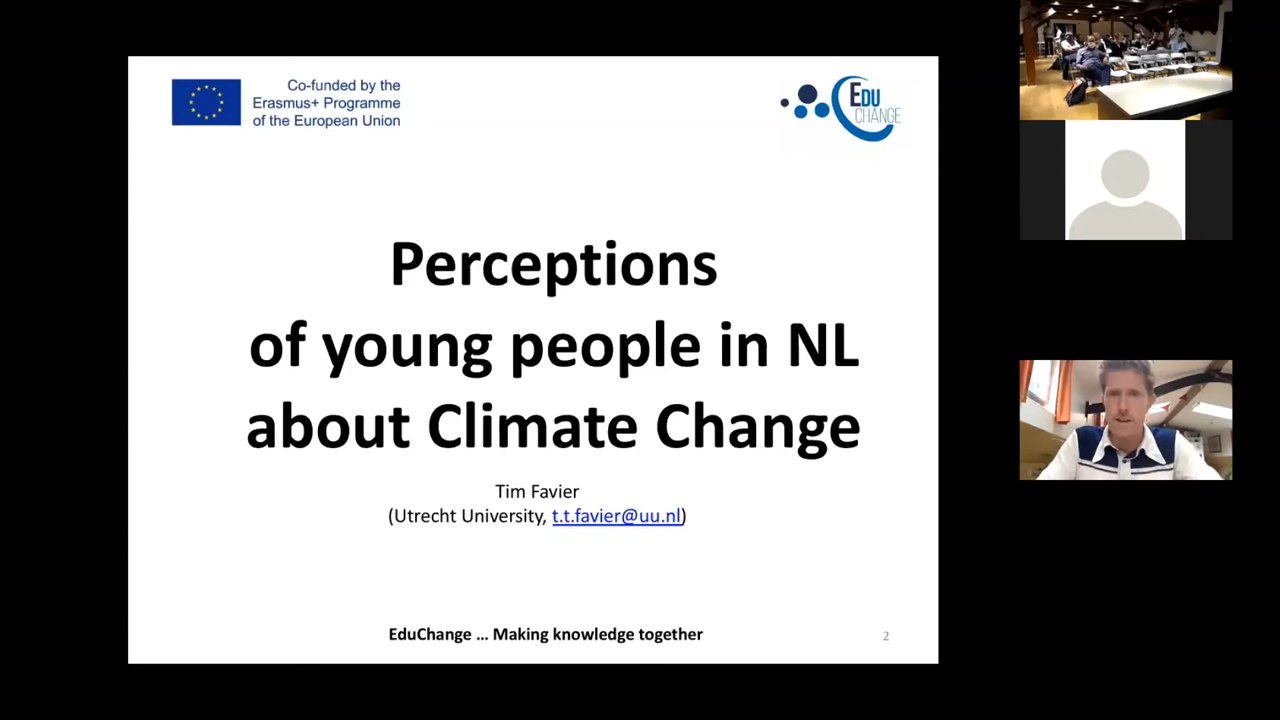 Co-funded by the
Erasmus+ Programme
of the European Union
EDU
CHANGE
Perceptions
of young people in NL
about Climate Change
Tim Favier
(Utrecht University, t.t.favier@uu.nl)
EduChange ... Making knowledge together
2